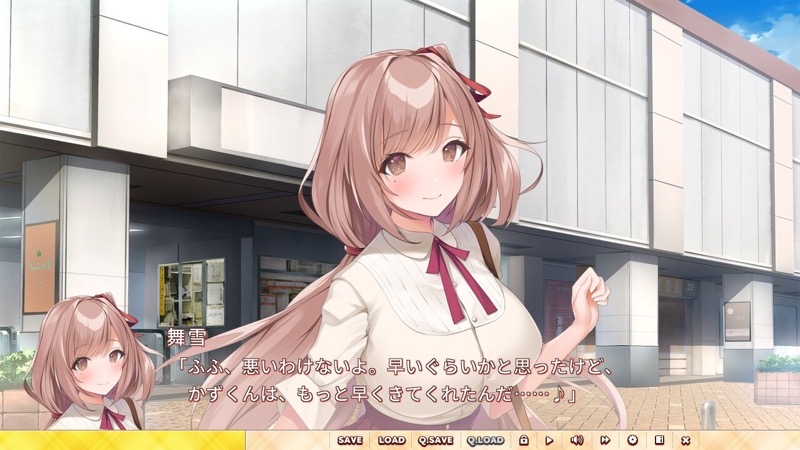 舞雪
「ふふ、悪いわけないよ。早いぐらいかと思ったけど、
かずくんは、もっと早くきてくれたんだ……♪」
SAVE LOAD Q.SAVE Q.LOAD